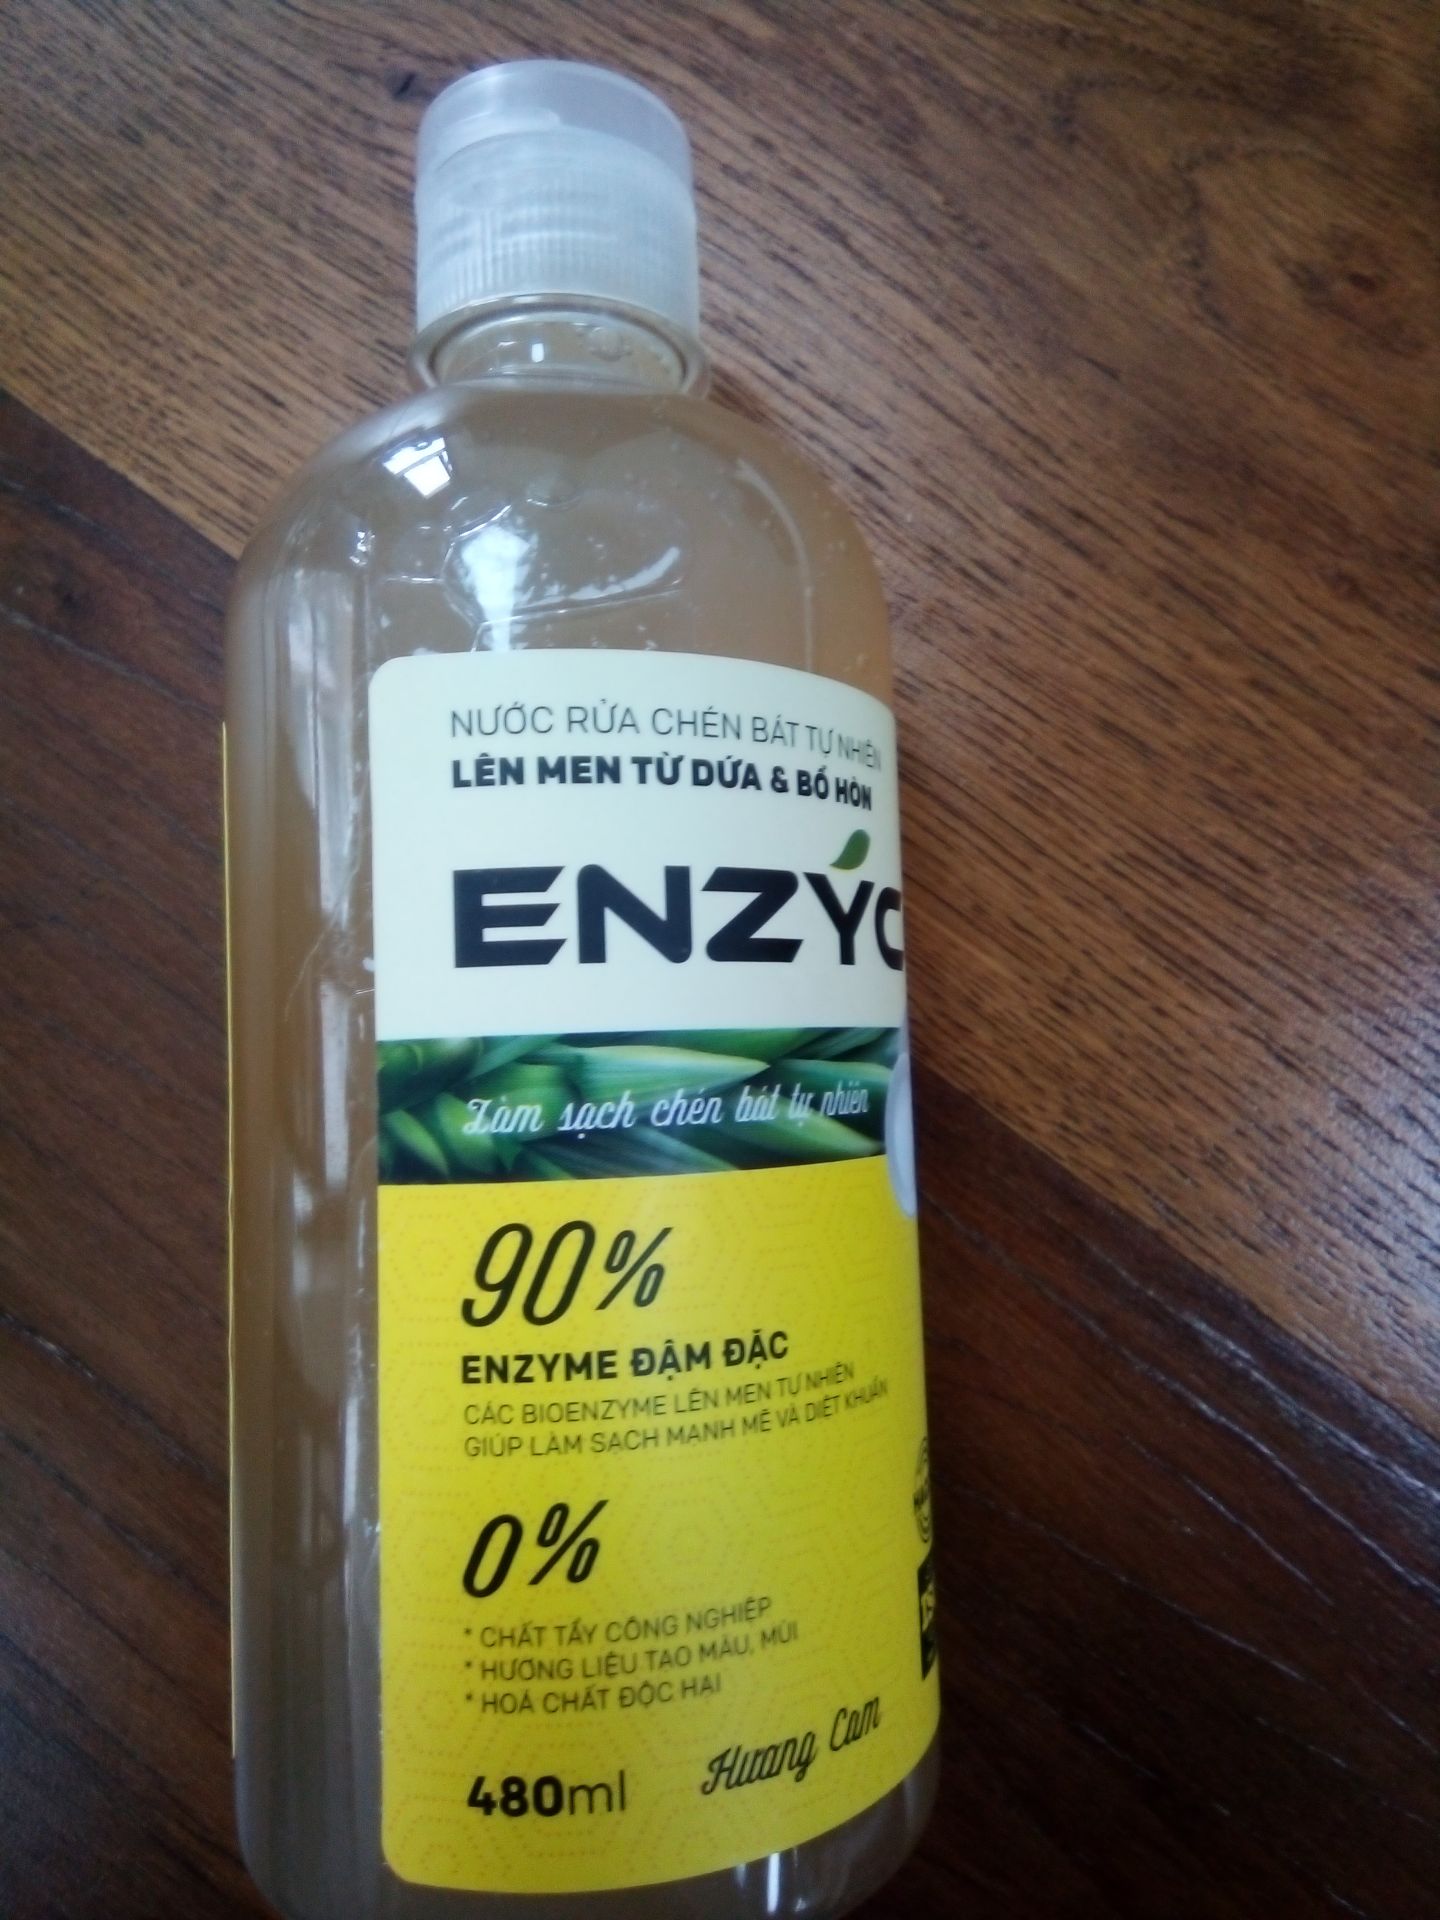 NƯỚC RỬA CHÉN BÁT TỰ NHIÊN
LÊN MEN TỪ DỨA & BỒ HÒN
ENZYC
Làm sạch chén bát tự nhiên
90%
ENZYME ĐẬM ĐẶC
CÁC BIOENZYME LÊN MEN TỰ NHIÊN
GIÚP LÀM SẠCH MẠNH MẼ VÀ DIỆT KHUẨN
0%
* CHẤT TẨY CÔNG NGHIỆP
* HƯƠNG LIỆU TẠO MÀU, MÙI
* HOÁ CHẤT ĐỘC HẠI
480ml
Hương Cam